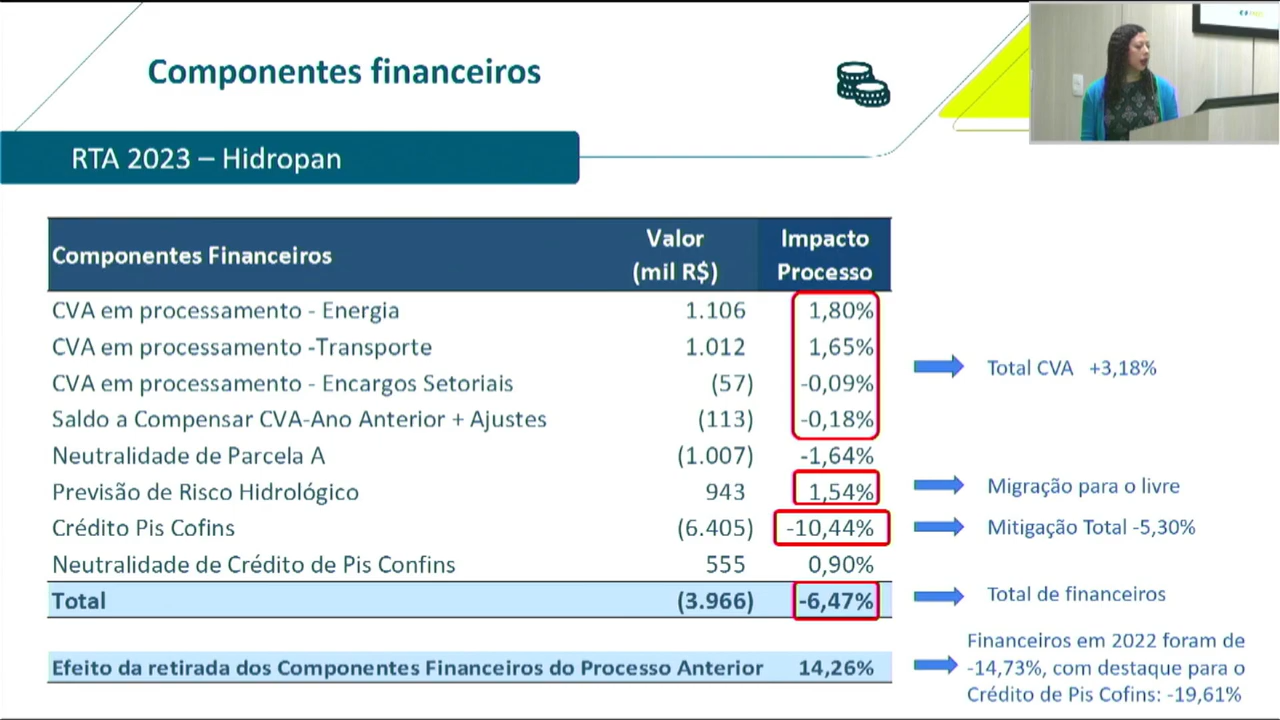 Componentes financeiros
RTA 2023 – Hidropan
Componentes Financeiros Valor (mil R$) Impacto Processo
CVA em processamento - Energia 1.106 1,80%
CVA em processamento -Transporte 1.012 1,65%
CVA em processamento - Encargos Setoriais (57) -0,09%
Saldo a Compensar CVA-Ano Anterior + Ajustes (113) -0,18%
Total CVA +3,18%
Neutralidade de Parcela A (1.007) -1,64%
Previsão de Risco Hidrológico 943 1,54% Migração para o livre
Crédito Pis Cofins (6.405) -10,44% Mitigação Total -5,30%
Neutralidade de Crédito de Pis Confins 555 0,90%
Total (3.966) -6,47% Total de financeiros
Efeito da retirada dos Componentes Financeiros do Processo Anterior 14,26%
Financeiros em 2022 foram de
-14,73%, com destaque para o
Crédito de Pis Cofins: -19,61%